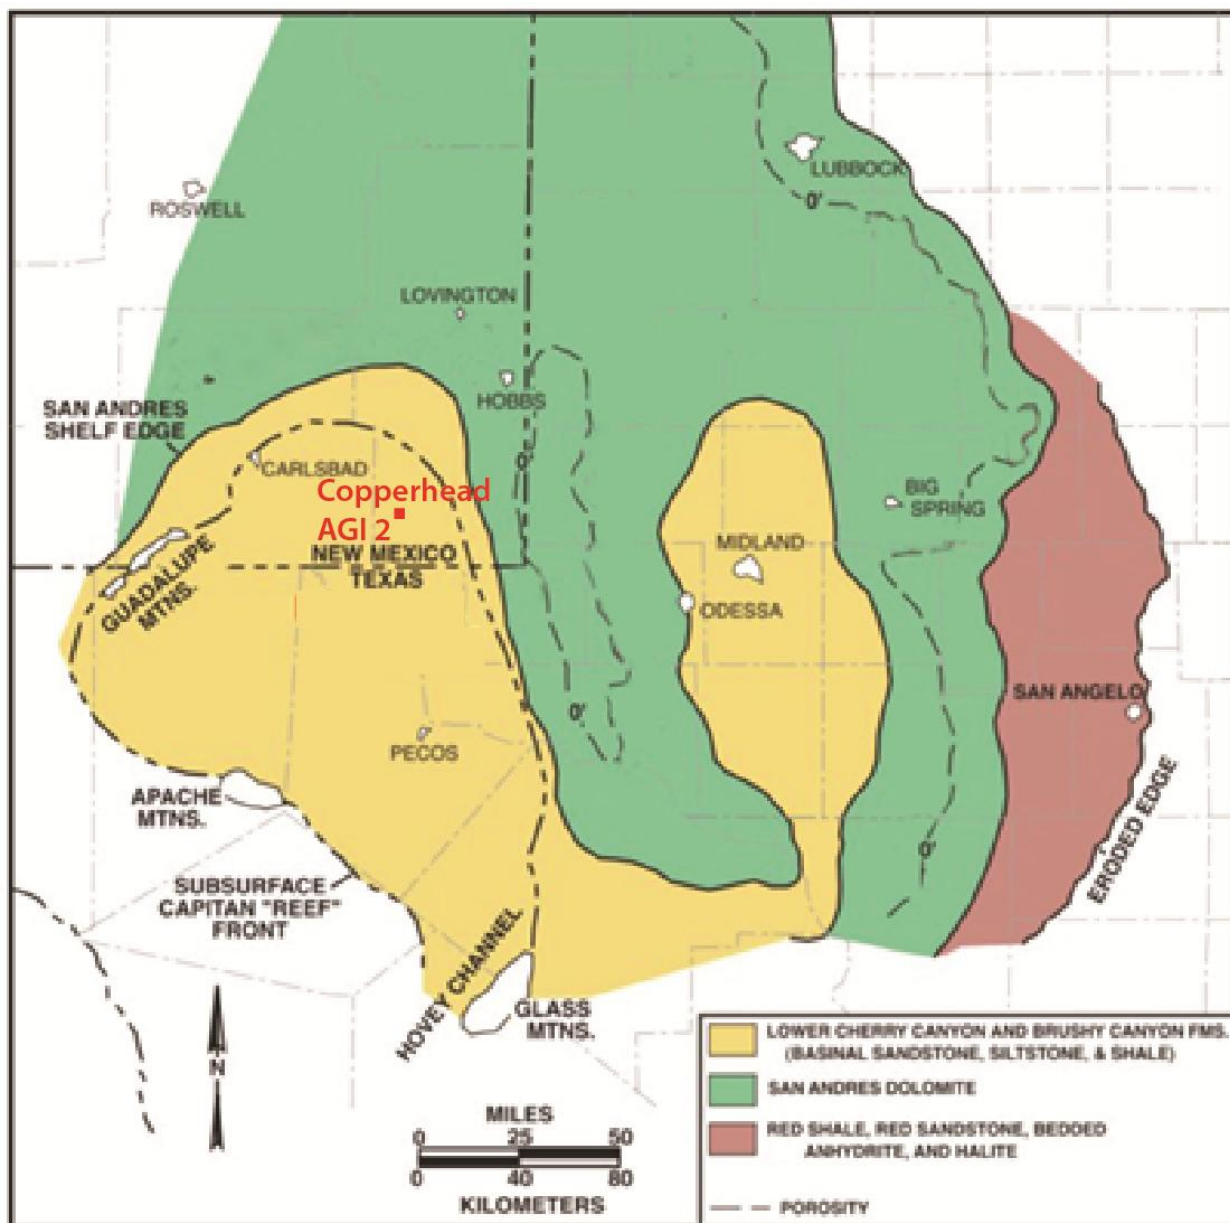 LUBBOCK
0'
ROSWELL
LOVINGTON
HOBBS
SAN ANDRES
SHELF EDGE
CARLSBAD
0'
Copperhead
AGI 2
BIG
SPRING
NEW MEXICO
TEXAS
MIDLAND
GUADALUPE
MTNS.
ODESSA
SAN ANGELO
0'
PECOS
APACHE
MTNS.
0'
ERODED EDGE
SUBSURFACE
CAPITAN "REEF"
FRONT
HOVEY CHANNEL
GLASS
MTNS.
N
MILES
0 25 50
0 40 80
KILOMETERS
LOWER CHERRY CANYON AND BRUSHY CANYON FMS.
(BASINAL SANDSTONE, SILTSTONE, & SHALE)
SAN ANDRES DOLOMITE
RED SHALE, RED SANDSTONE, BEDDED
ANHYDRITE, AND HALITE
POROSITY